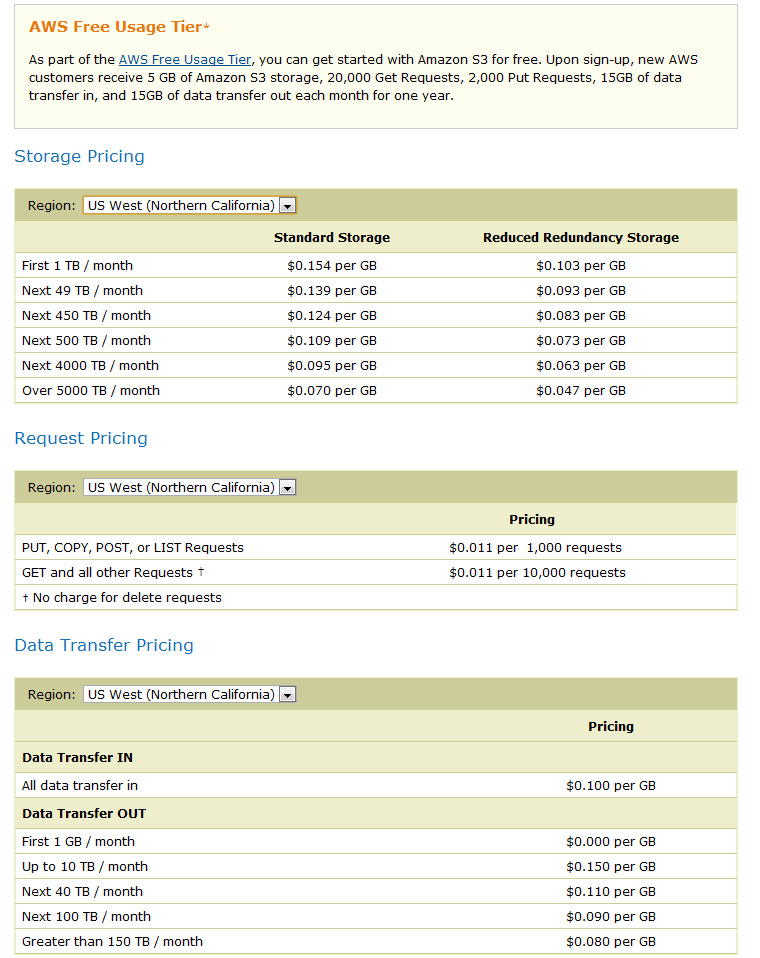 AWS Free Usage Tier*
As part of the AWS Free Usage Tier, you can get started with Amazon S3 for free. Upon sign-up, new AWS
customers receive 5 GB of Amazon S3 storage, 20,000 Get Requests, 2,000 Put Requests, 15GB of data
transfer in, and 15GB of data transfer out each month for one year.
Storage Pricing
Region: US West (Northern California)
Standard Storage Reduced Redundancy Storage
First 1 TB / month $0.154 per GB $0.103 per GB
Next 49 TB / month $0.139 per GB $0.093 per GB
Next 450 TB / month $0.124 per GB $0.083 per GB
Next 500 TB / month $0.109 per GB $0.073 per GB
Next 4000 TB / month $0.095 per GB $0.063 per GB
Over 5000 TB / month $0.070 per GB $0.047 per GB
Request Pricing
Region: US West (Northern California)
Pricing
PUT, COPY, POST, or LIST Requests $0.011 per 1,000 requests
GET and all other Requests † $0.011 per 10,000 requests
† No charge for delete requests
Data Transfer Pricing
Region: US West (Northern California)
Pricing
Data Transfer IN
All data transfer in $0.100 per GB
Data Transfer OUT
First 1 GB / month $0.000 per GB
Up to 10 TB / month $0.150 per GB
Next 40 TB / month $0.110 per GB
Next 100 TB / month $0.090 per GB
Greater than 150 TB / month $0.080 per GB